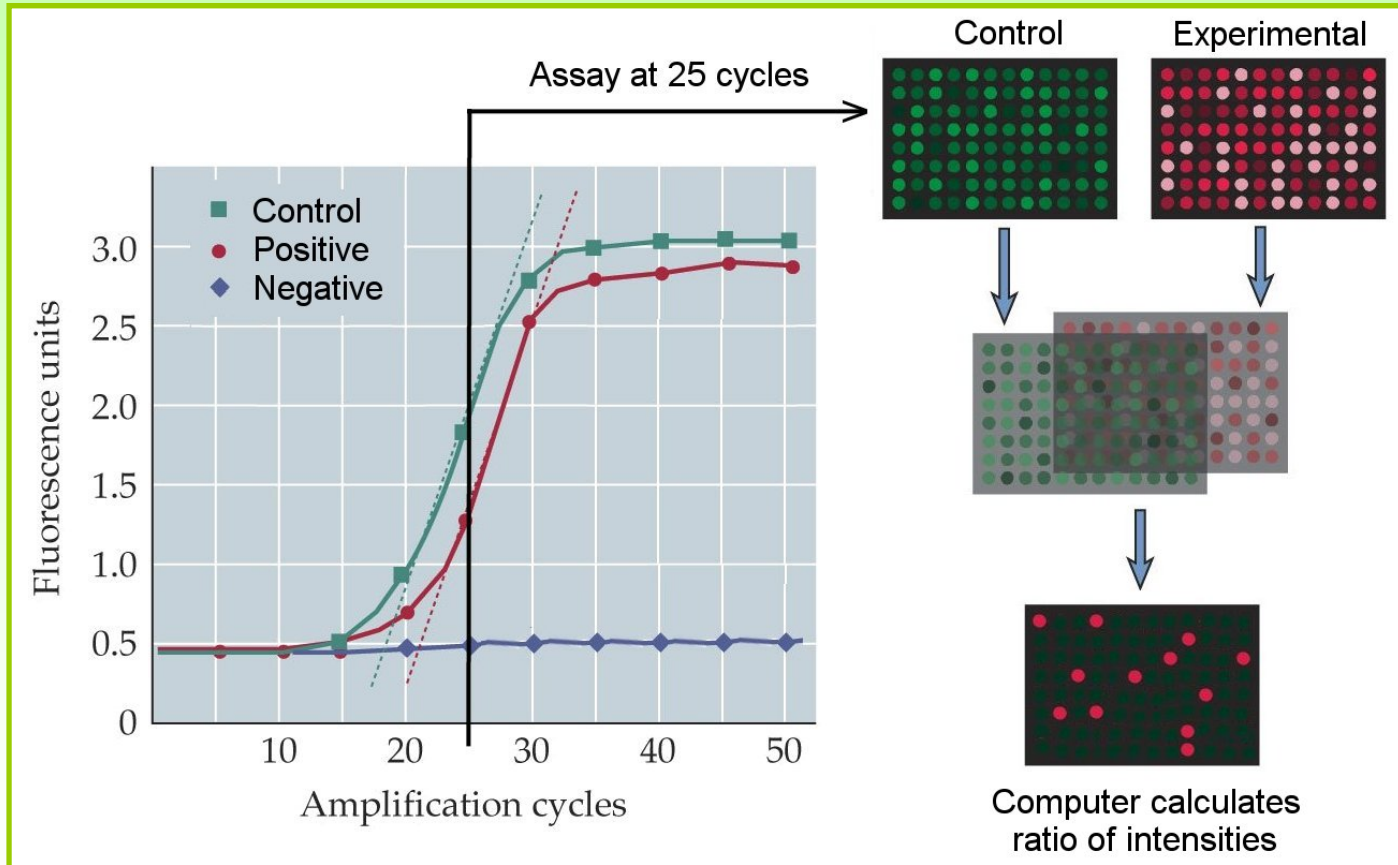 Control
Experimental
Assay at 25 cycles
Control
Positive
Negative
3.0
2.5
2.0
1.5
1.0
0.5
0
Fluorescence units
10
20
30
40
50
Amplification cycles
Computer calculates
ratio of intensities